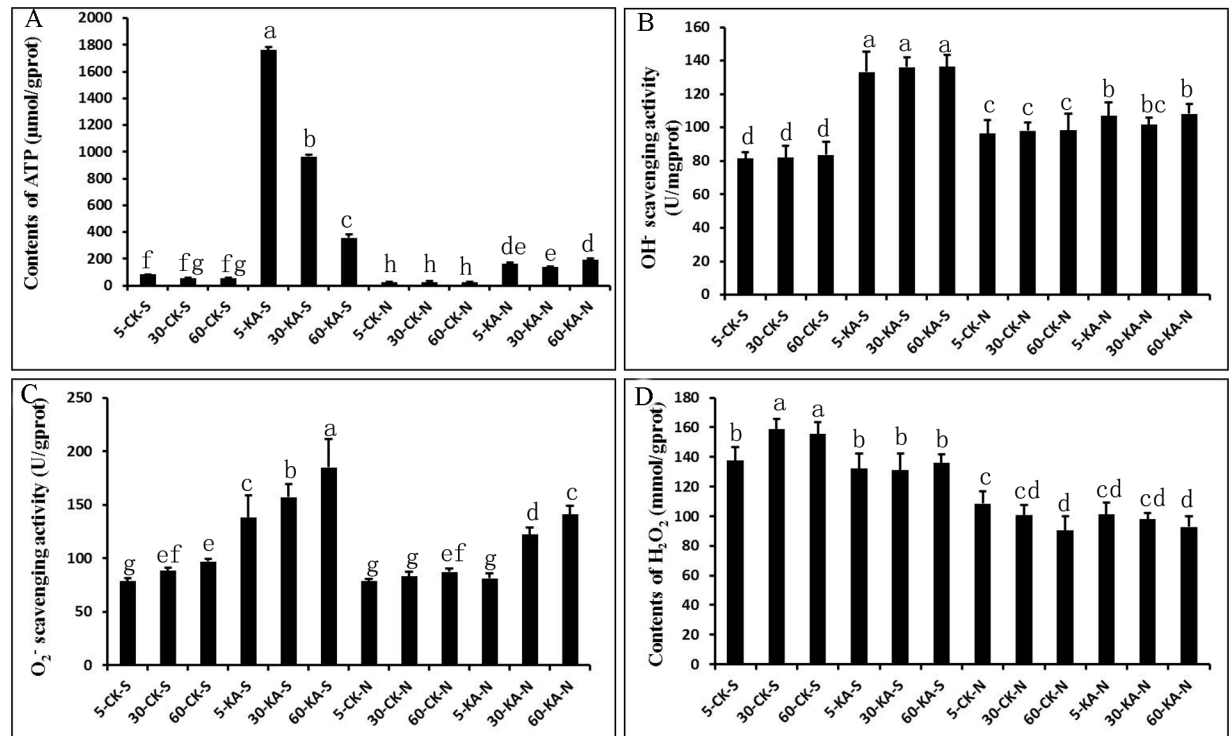 A
Contents of ATP (μmol/gprot)
2000
1800
1600
1400
1200
1000
800
600
400
200
0
f
fg
fg
a
b
c
h
h
h
de
e
d
5-CK-S
30-CK-S
60-CK-S
5-KA-S
30-KA-S
60-KA-S
5-CK-N
30-CK-N
60-CK-N
5-KA-N
30-KA-N
60-KA-N
B
OH⁻ scavenging activity
(U/mgprot)
160
140
120
100
80
60
40
20
0
d
d
d
a
a
a
c
c
c
b
bc
b
5-CK-S
30-CK-S
60-CK-S
5-KA-S
30-KA-S
60-KA-S
5-CK-N
30-CK-N
60-CK-N
5-KA-N
30-KA-N
60-KA-N
C
O₂⁻ scavenging activity (U/gprot)
250
200
150
100
50
0
g
ef
e
c
b
a
g
g
ef
g
d
c
5-CK-S
30-CK-S
60-CK-S
5-KA-S
30-KA-S
60-KA-S
5-CK-N
30-CK-N
60-CK-N
5-KA-N
30-KA-N
60-KA-N
D
Contents of H₂O₂ (mmol/gprot)
180
160
140
120
100
80
60
40
20
0
b
a
a
b
b
b
c
cd
d
cd
cd
d
5-CK-S
30-CK-S
60-CK-S
5-KA-S
30-KA-S
60-KA-S
5-CK-N
30-CK-N
60-CK-N
5-KA-N
30-KA-N
60-KA-N